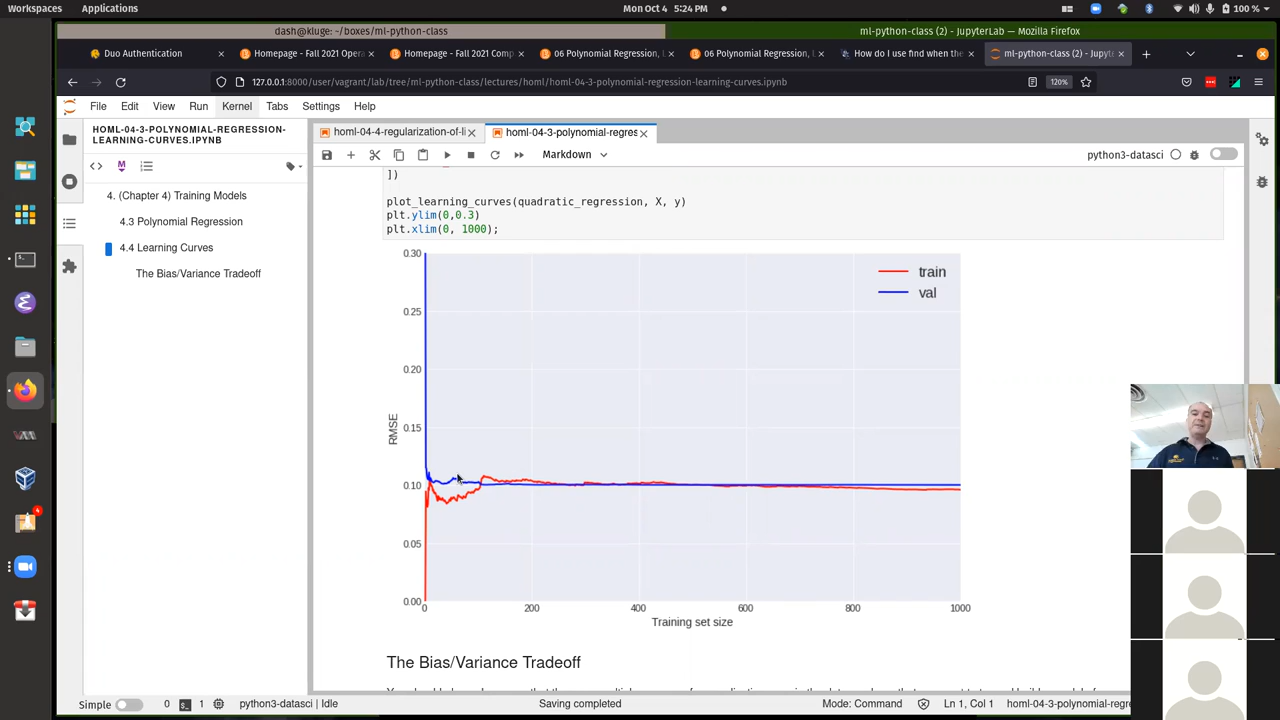 Workspaces
Applications
Mon Oct 4 5:24 PM
en
100 %
dash@kluge: ~/boxes/ml-python-class
ml-python-class (2) - JupyterLab — Mozilla Firefox
Duo Authentication
Homepage - Fall 2021 Opera
Homepage - Fall 2021 Comp
06 Polynomial Regression, L
06 Polynomial Regression, L
How do I use find when the
ml-python-class (2) - Jupyte
127.0.0.1:8000/user/vagrant/lab/tree/ml-python-class/lectures/homl/homl-04-3-polynomial-regression-learning-curves.ipynb
120%
File Edit View Run Kernel Tabs Settings Help
HOML-04-3-POLYNOMIAL-REGRESSION-
LEARNING-CURVES.IPYNB
homl-04-4-regularization-of-li
homl-04-3-polynomial-regres
Markdown
python3-datasci
4. (Chapter 4) Training Models
4.3 Polynomial Regression
4.4 Learning Curves
The Bias/Variance Tradeoff
])
plot_learning_curves(quadratic_regression, X, y)
plt.ylim(0,0.3)
plt.xlim(0, 1000);
0.30
0.25
0.20
0.15
0.10
0.05
0.00
RMSE
train
val
0 200 400 600 800 1000
Training set size
The Bias/Variance Tradeoff
Simple
0
1
python3-datasci | Idle
Saving completed
Mode: Command
Ln 1, Col 1
homl-04-3-polynomial-regre